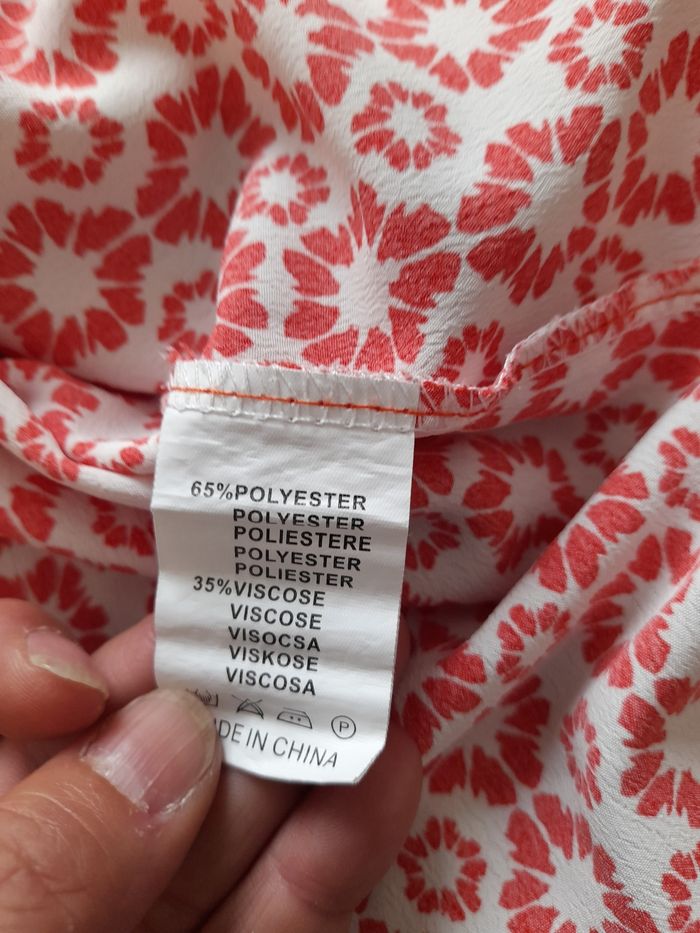 65%POLYESTER
POLYESTER
POLIESTERE
POLYESTER
POLIESTER
35%VISCOSE
VISCOSE
VISOCSA
VISKOSE
VISCOSA
P
DE IN CHINA